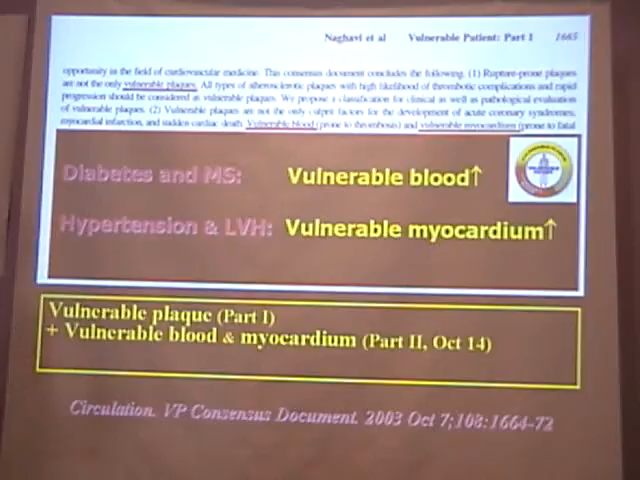 Naghavi et al Vulnerable Patient: Part I 1665
opportunity in the field of cardiovascular medicine. This consensus document concludes the following. (1) Rupture-prone plaques
are not the only vulnerable plaques. All types of atherosclerotic plaques with high likelihood of thrombotic complications and rapid
progression should be considered as vulnerable plaques. We propose a classification for clinical as well as pathological evaluation
of vulnerable plaques. (2) Vulnerable plaques are not the only culprit factors for the development of acute coronary syndromes,
myocardial infarction, and sudden cardiac death. Vulnerable blood (prone to thrombosis) and vulnerable myocardium (prone to fatal
Diabetes and MS: Vulnerable blood↑
Hypertension & LVH: Vulnerable myocardium↑
Vulnerable plaque (Part I)
+ Vulnerable blood & myocardium (Part II, Oct 14)
Circulation. VP Consensus Document. 2003 Oct 7;108:1664-72